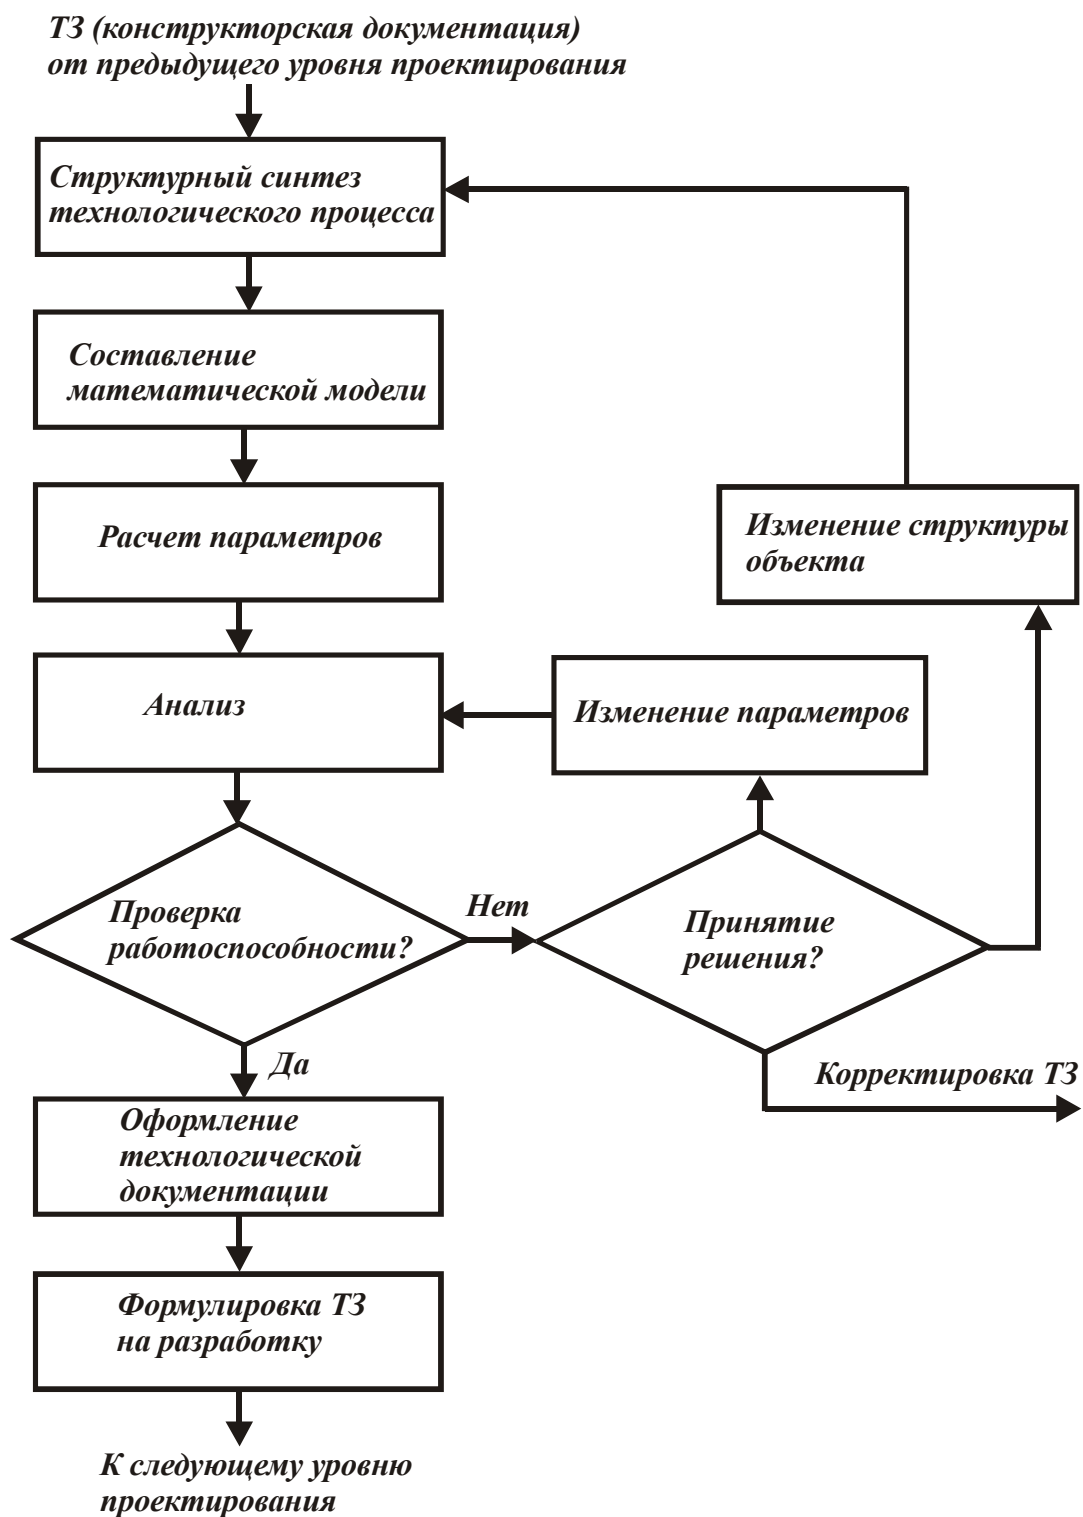 ТЗ (конструкторская документация)
от предыдущего уровня проектирования
Структурный синтез
технологического процесса
Составление
математической модели
Расчет параметров
Изменение структуры
объекта
Анализ
Изменение параметров
Проверка
работоспособности?
Нет
Принятие
решения?
Да
Корректировка ТЗ
Оформление
технологической
документации
Формулировка ТЗ
на разработку
К следующему уровню
проектирования